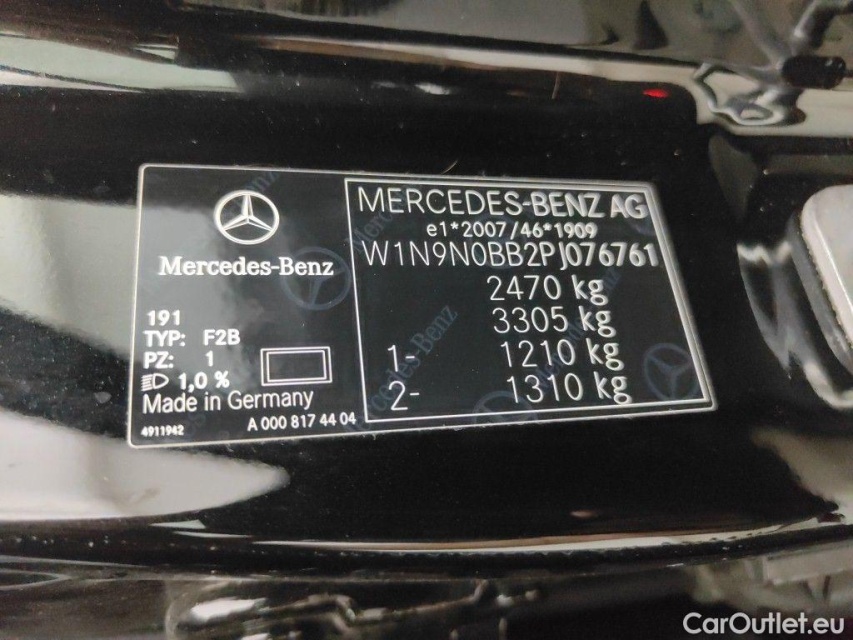 Mercedes-Benz
191
TYP: F2B
PZ: 1
1,0 %
Made in Germany
4911942 A 000 817 44 04
MERCEDES-BENZ AG
e1*2007/46*1909
W1N9N0BB2PJ076761
2470 kg
3305 kg
1- 1210 kg
2- 1310 kg
CarOutlet.eu